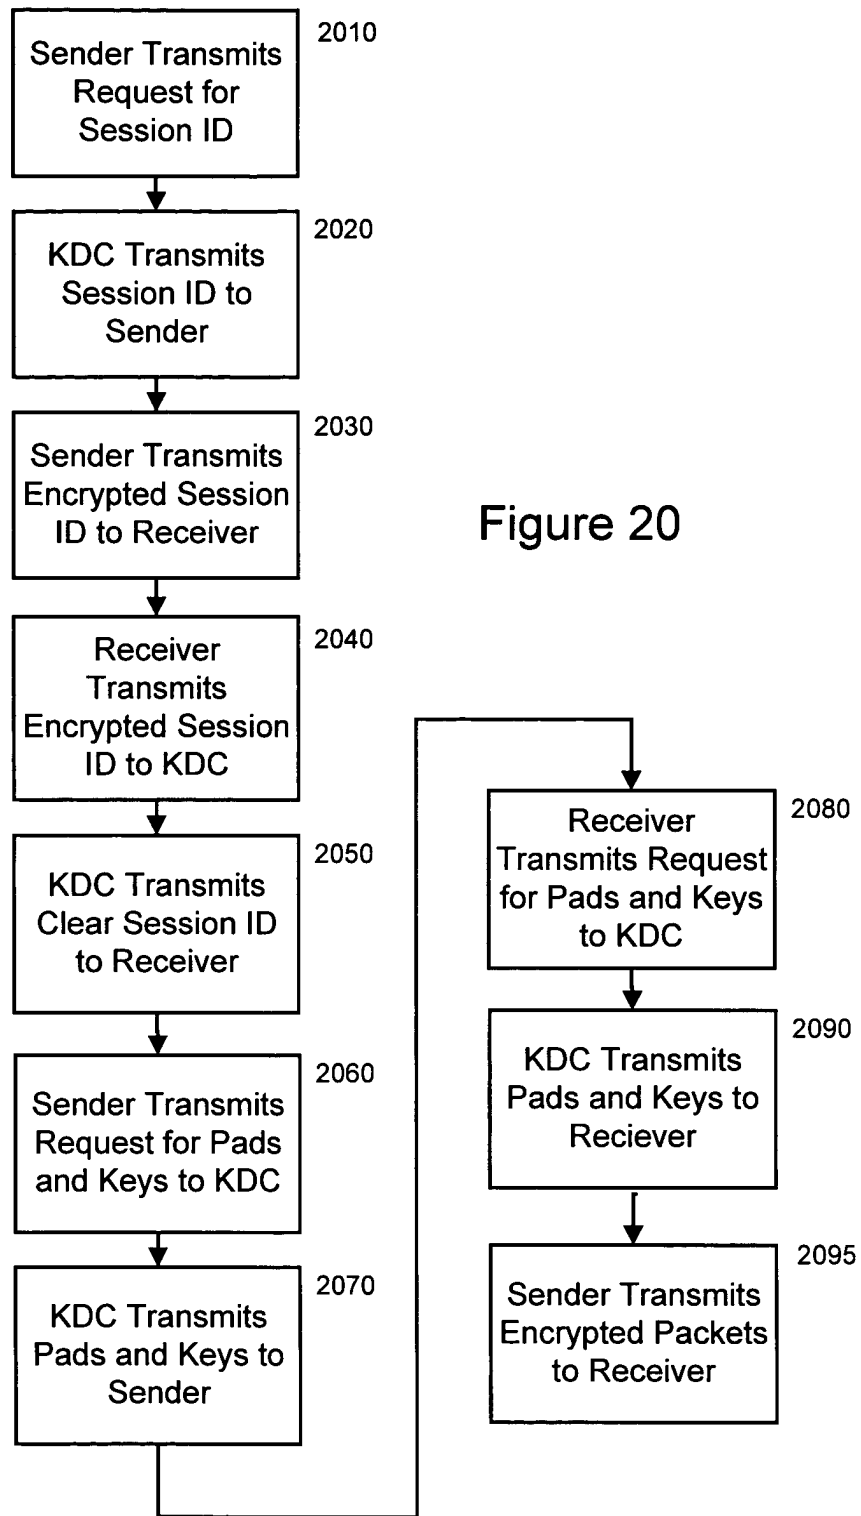 2010
Sender Transmits
Request for
Session ID
2020
KDC Transmits
Session ID to
Sender
2030
Sender Transmits
Encrypted Session
ID to Receiver
Figure 20
2040
Receiver
Transmits
Encrypted Session
ID to KDC
2050
KDC Transmits
Clear Session ID
to Receiver
2060
Sender Transmits
Request for Pads
and Keys to KDC
2070
KDC Transmits
Pads and Keys to
Sender
2080
Receiver
Transmits Request
for Pads and Keys
to KDC
2090
KDC Transmits
Pads and Keys to
Reciever
2095
Sender Transmits
Encrypted Packets
to Receiver